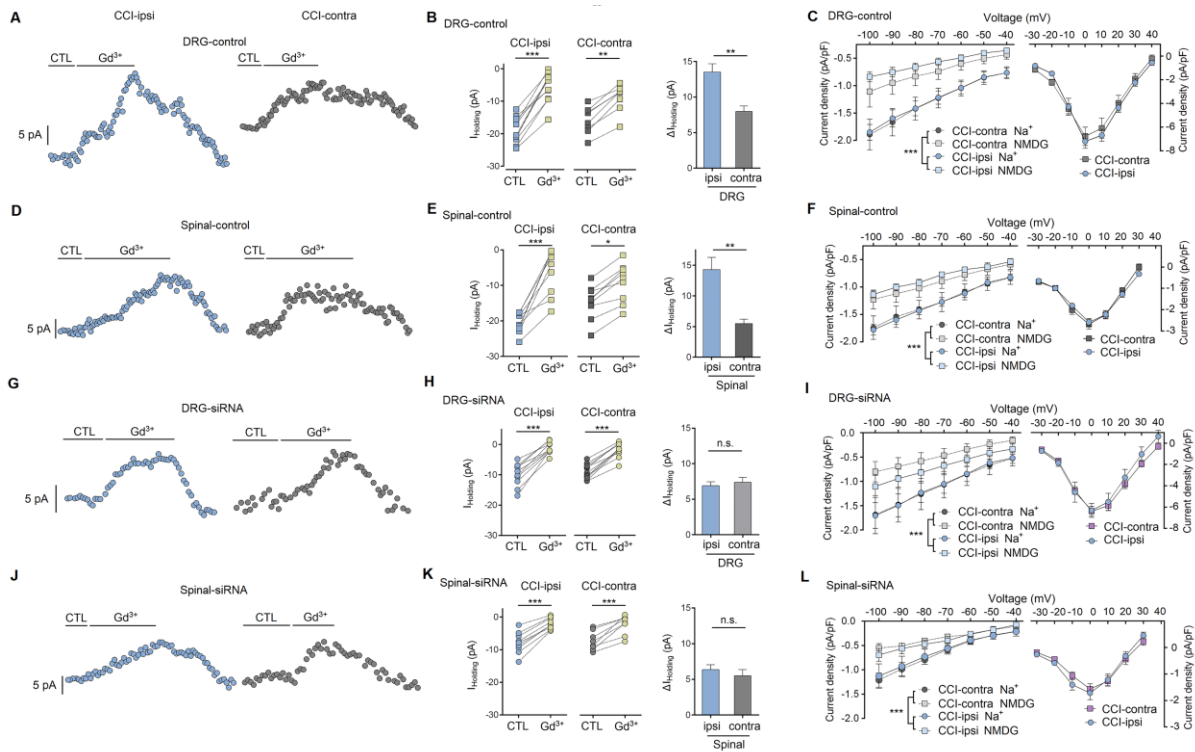 A
CCI-ipsi
CCI-contra
DRG-control
CTL Gd³⁺
CTL Gd³⁺
5 pA
B DRG-control
CCI-ipsi
CCI-contra
***
**
0
-10
-20
-30
I Holding (pA)
CTL Gd³⁺ CTL Gd³⁺
**
20
15
10
5
0
ΔI Holding (pA)
ipsi contra
DRG
C DRG-control
Voltage (mV)
-100 -90 -80 -70 -60 -50 -40
-30 -20 -10 0 10 20 30 40
-0.5
-1.0
-1.5
-2.0
Current density (pA/pF)
CCI-contra Na⁺
CCI-contra NMDG
CCI-ipsi Na⁺
CCI-ipsi NMDG
***
CCI-contra
CCI-ipsi
0
-2
-4
-6
-8
Current density (pA/pF)
D
Spinal-control
CTL Gd³⁺
CTL Gd³⁺
5 pA
E Spinal-control
CCI-ipsi
CCI-contra
***
*
0
-10
-20
-30
I Holding (pA)
CTL Gd³⁺ CTL Gd³⁺
**
15
10
5
0
ΔI Holding (pA)
ipsi contra
Spinal
F Spinal-control
Voltage (mV)
-100 -90 -80 -70 -60 -50 -40
-30 -20 -10 0 10 20 30 40
-0.5
-1.0
-1.5
-2.0
Current density (pA/pF)
CCI-contra Na⁺
CCI-contra NMDG
CCI-ipsi Na⁺
CCI-ipsi NMDG
***
CCI-contra
CCI-ipsi
0
-1
-2
-3
Current density (pA/pF)
G
DRG-siRNA
CTL Gd³⁺
CTL Gd³⁺
5 pA
H DRG-siRNA
CCI-ipsi
CCI-contra
***
***
0
-10
-20
-30
I Holding (pA)
CTL Gd³⁺ CTL Gd³⁺
n.s.
15
10
5
0
ΔI Holding (pA)
ipsi contra
DRG
I DRG-siRNA
Voltage (mV)
-100 -90 -80 -70 -60 -50 -40
-30 -20 -10 0 10 20 30 40
0.0
-0.5
-1.0
-1.5
-2.0
Current density (pA/pF)
CCI-contra Na⁺
CCI-contra NMDG
CCI-ipsi Na⁺
CCI-ipsi NMDG
***
CCI-contra
CCI-ipsi
0
-2
-4
-6
-8
Current density (pA/pF)
J
Spinal-siRNA
CTL Gd³⁺
CTL Gd³⁺
5 pA
K Spinal-siRNA
CCI-ipsi
CCI-contra
***
***
0
-10
-20
-30
I Holding (pA)
CTL Gd³⁺ CTL Gd³⁺
n.s.
15
10
5
0
ΔI Holding (pA)
ipsi contra
Spinal
L Spinal-siRNA
Voltage (mV)
-100 -90 -80 -70 -60 -50 -40
-30 -20 -10 0 10 20 30 40
0.0
-0.5
-1.0
-1.5
-2.0
Current density (pA/pF)
CCI-contra Na⁺
CCI-contra NMDG
CCI-ipsi Na⁺
CCI-ipsi NMDG
***
CCI-contra
CCI-ipsi
0
-1
-2
-3
Current density (pA/pF)